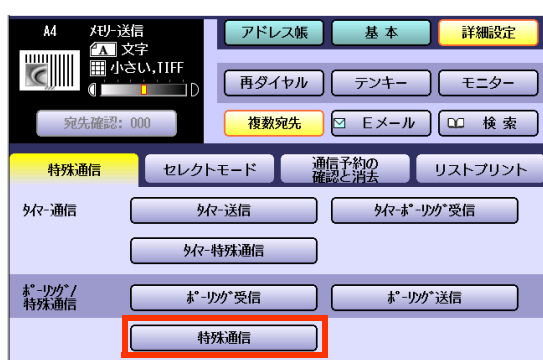 A4 ﾒﾓﾘｰ送信
A 文字
小さい,TIFF
D
宛先確認: 000
アドレス帳 基本 詳細設定
再ダイヤル テンキー モニター
複数宛先 Eメール 検索
特殊通信 セレクトモード 通信予約の
確認と消去 リストプリント
ﾀｲﾏｰ通信 ﾀｲﾏｰ送信 ﾀｲﾏｰﾎﾟｰﾘﾝｸﾞ受信
ﾀｲﾏｰ特殊通信
ﾎﾟｰﾘﾝｸﾞ/
特殊通信 ﾎﾟｰﾘﾝｸﾞ受信 ﾎﾟｰﾘﾝｸﾞ送信
特殊通信